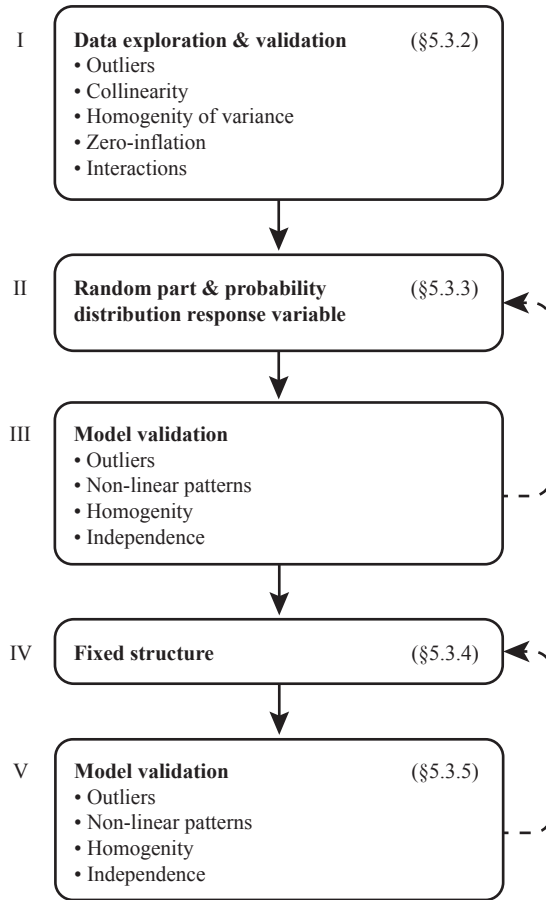 I
Data exploration & validation (§5.3.2)
• Outliers
• Collinearity
• Homogenity of variance
• Zero-inflation
• Interactions
II
Random part & probability (§5.3.3)
distribution response variable
III
Model validation
• Outliers
• Non-linear patterns
• Homogenity
• Independence
IV
Fixed structure (§5.3.4)
V
Model validation (§5.3.5)
• Outliers
• Non-linear patterns
• Homogenity
• Independence